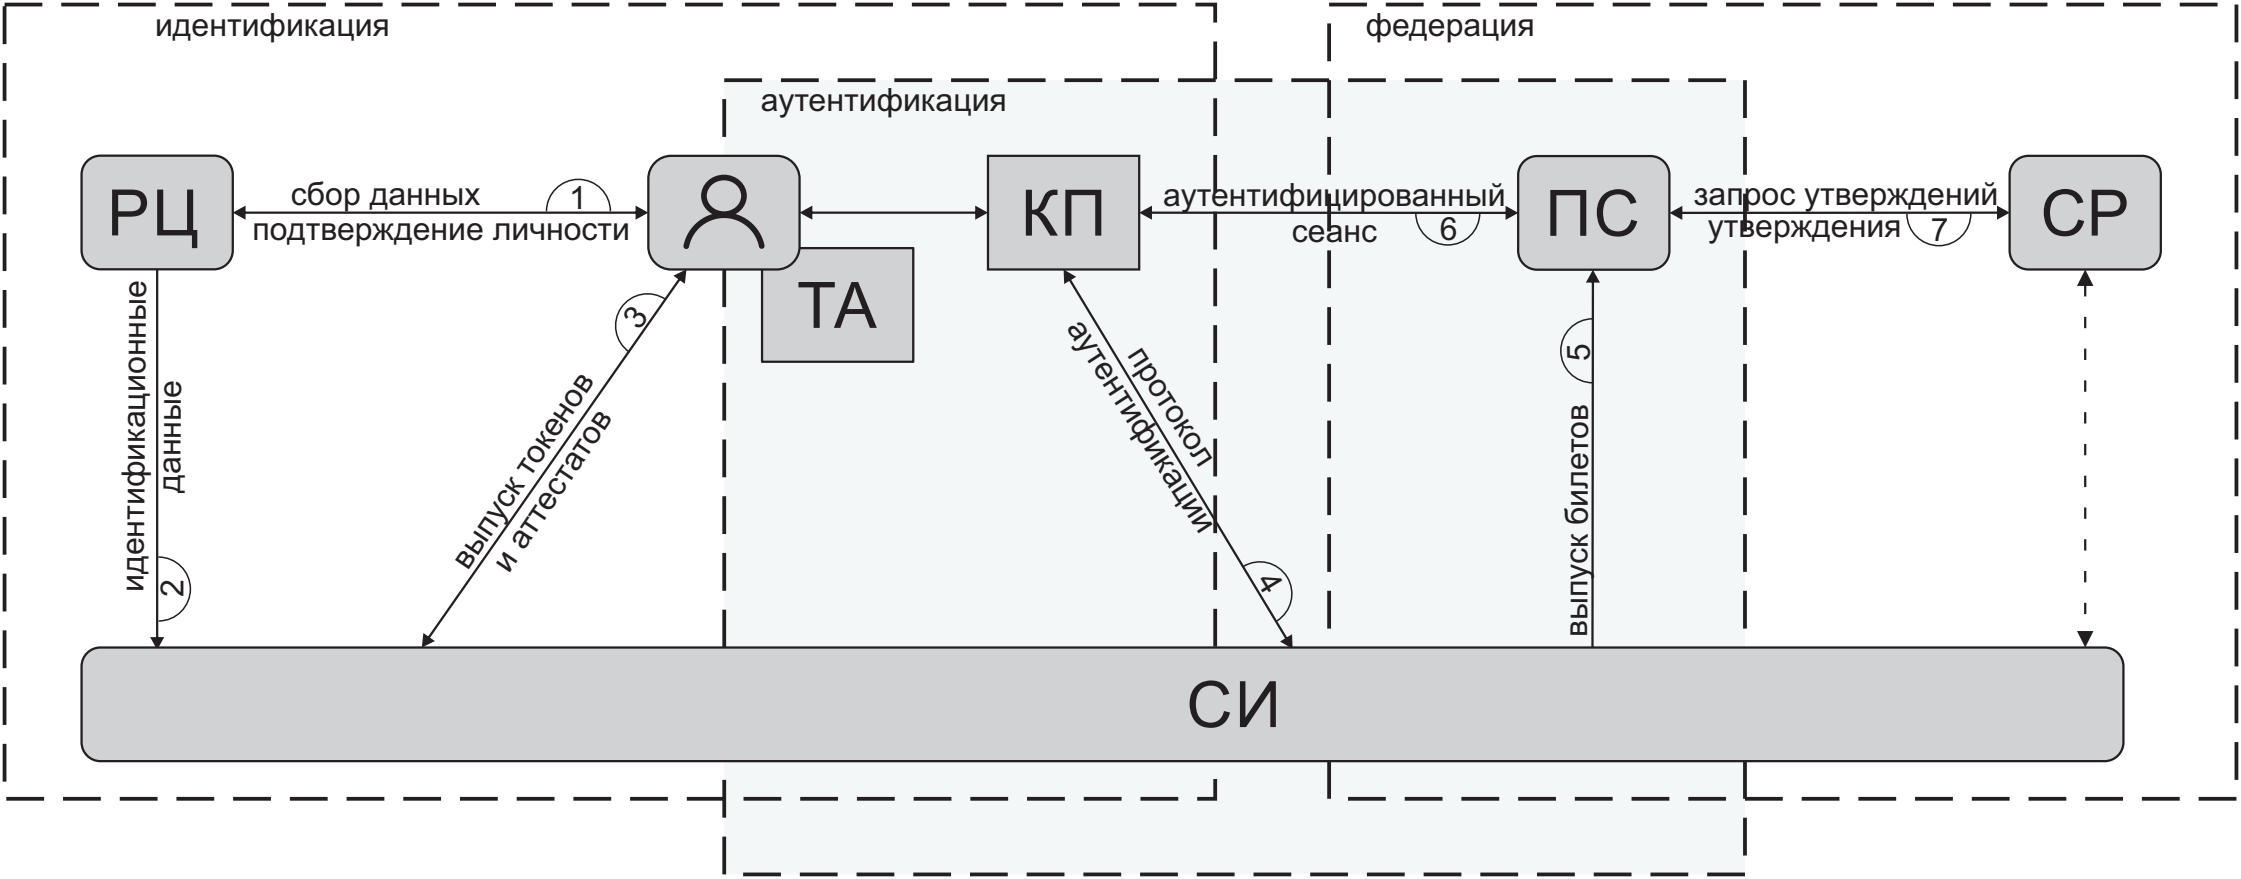 идентификация
федерация
аутентификация
РЦ
сбор данных
1
подтверждение личности
ТА
КП
аутентифицированный
сеанс
6
ПС
запрос утверждений
утверждения
7
СР
идентификационные
данные
2
выпуск токенов
и аттестатов
3
протокол
аутентификации
4
выпуск билетов
5
СИ